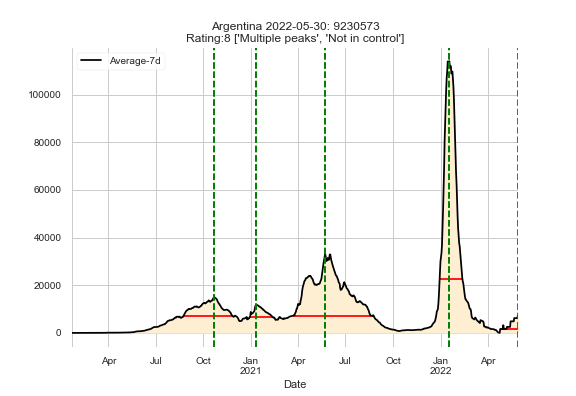 Argentina 2022-05-30: 9230573
Rating:8 ['Multiple peaks', 'Not in control']
Average-7d
100000
80000
60000
40000
20000
0
Apr Jul Oct Jan Apr Jul Oct Jan Apr
2021 2022
Date